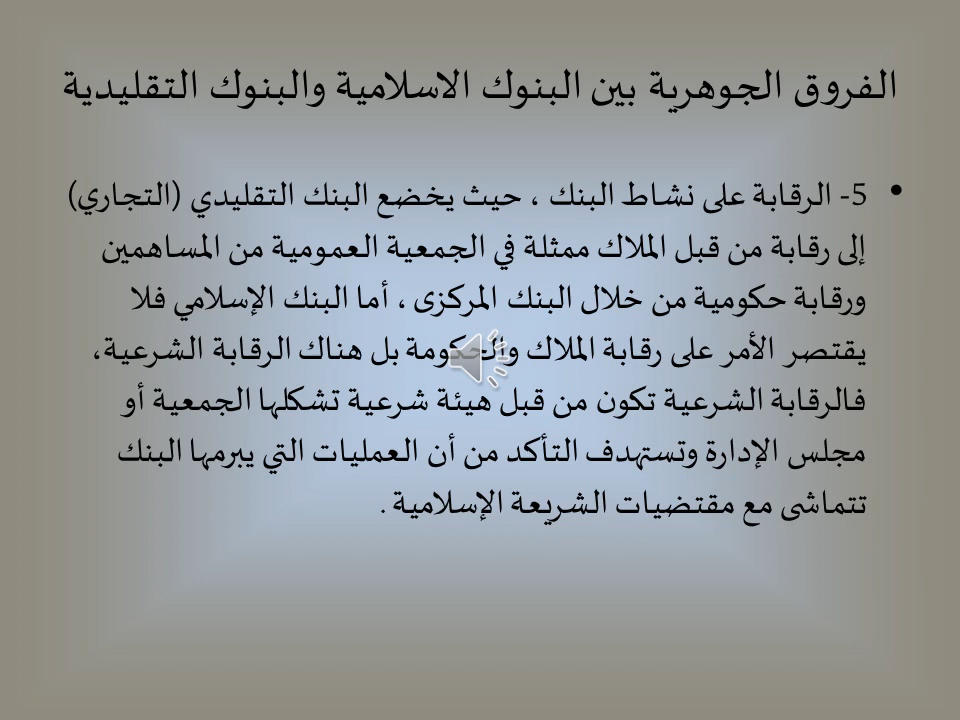 الفروق الجوهرية بين البنوك الاسلامية والبنوك التقليدية
• 5- الرقابة على نشاط البنك ، حيث يخضع البنك التقليدي (التجاري)
إلى رقابة من قبل الملاك ممثلة في الجمعية العمومية من المساهمين
ورقابة حكومية من خلال البنك المركزى ، أما البنك الإسلامي فلا
يقتصر الأمر على رقابة الملاك والحكومة بل هناك الرقابة الشرعية،
فالرقابة الشرعية تكون من قبل هيئة شرعية تشكلها الجمعية أو
مجلس الإدارة وتستهدف التأكد من أن العمليات التي يبرمها البنك
تتماشى مع مقتضيات الشريعة الإسلامية .